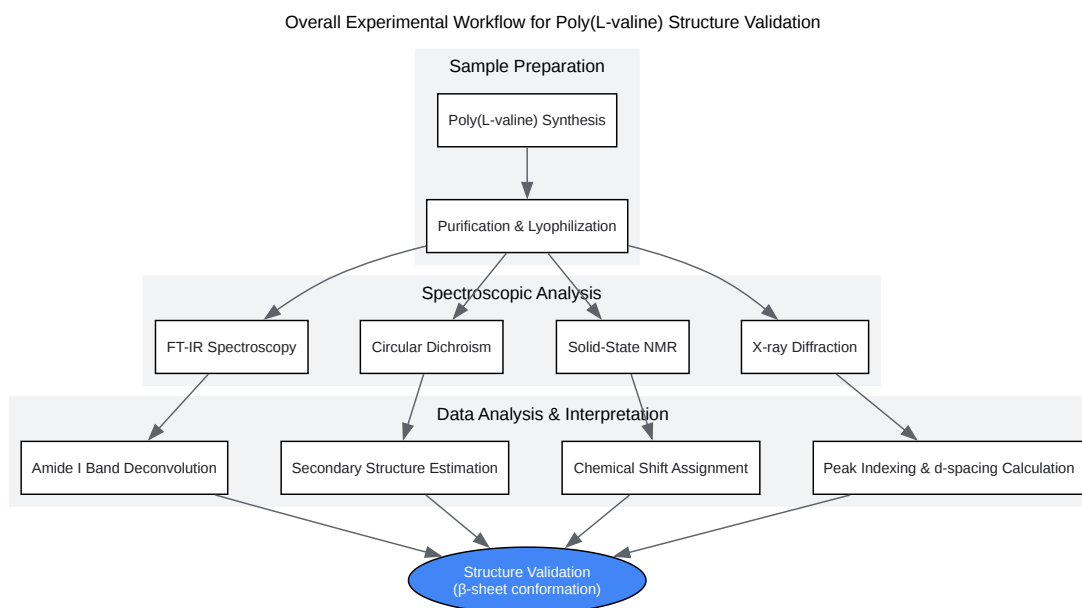 Overall Experimental Workflow for Poly(L-valine) Structure Validation
Sample Preparation
Poly(L-valine) Synthesis
Purification & Lyophilization
Spectroscopic Analysis
FT-IR Spectroscopy
Circular Dichroism
Solid-State NMR
X-ray Diffraction
Data Analysis & Interpretation
Amide I Band Deconvolution
Secondary Structure Estimation
Chemical Shift Assignment
Peak Indexing & d-spacing Calculation
Structure Validation
(β-sheet conformation)